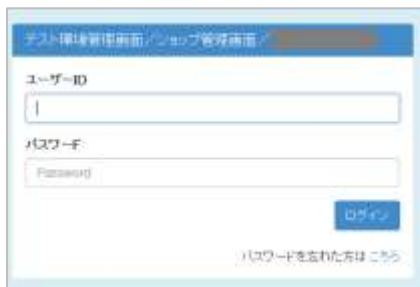 テスト環境管理画面／ショップ管理画面／
ユーザーID
パスワード
Password
ログイン
パスワードを忘れた方は こちら